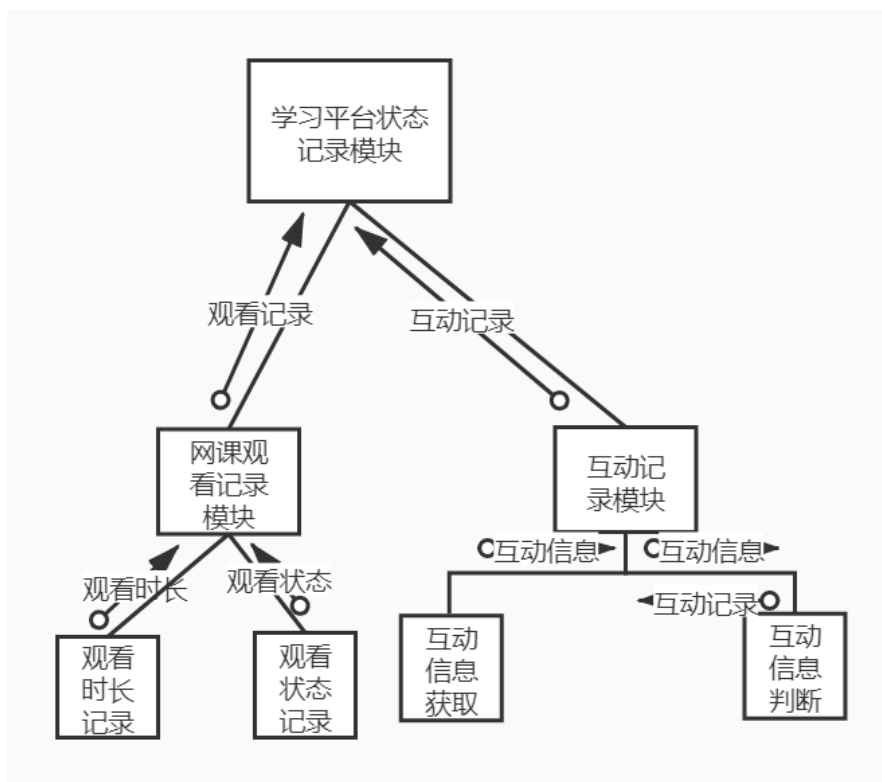 学习平台状态
记录模块
观看记录
互动记录
网课观
看记录
模块
互动记
录模块
互动信息
互动信息
观看时长
观看状态
互动记录
观看
时长
记录
观看
状态
记录
互动
信息
获取
互动
信息
判断